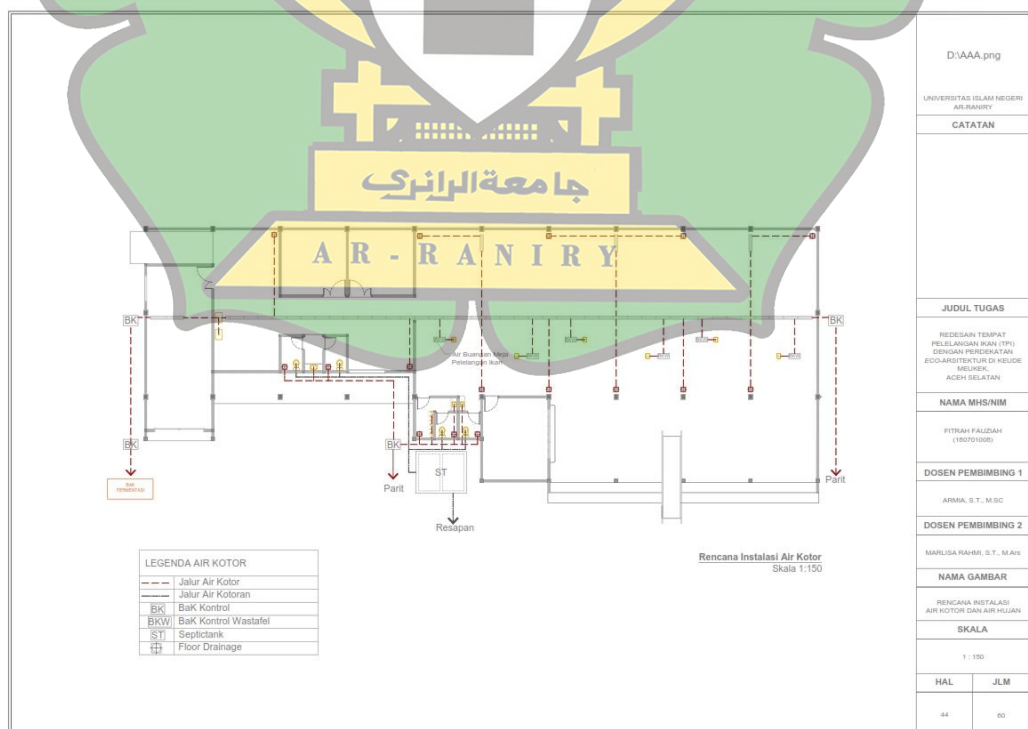 جامعة الرانري
AR-RANIRY
BK
BK
Air Buangan Meja
Pelelangan Ikan
BK
BK
ST
Parit
Parit
BAK
FERMENTASI
Resapan
LEGENDA AIR KOTOR
Jalur Air Kotor
Jalur Air Kotoran
BK BaK Kontrol
BKW BaK Kontrol Wastafel
ST Septictank
Floor Drainage
Rencana Instalasi Air Kotor
Skala 1:150
D:\AAA.png
UNIVERSITAS ISLAM NEGERI
AR-RANIRY
CATATAN
JUDUL TUGAS
REDESAIN TEMPAT
PELELANGAN IKAN (TPI)
DENGAN PERDEKATAN
ECO-ARSITEKTUR DI KEUDE
MEUKEK,
ACEH SELATAN
NAMA MHS/NIM
FITRAH FAUZIAH
DOSEN PEMBIMBING 1
ARMIA, S.T., M.SC
DOSEN PEMBIMBING 2
MARLISA RAHMI, S.T., M.Ars
NAMA GAMBAR
RENCANA INSTALASI
AIR KOTOR DAN AIR HUJAN
SKALA
1 : 150
HAL JLM
44 60